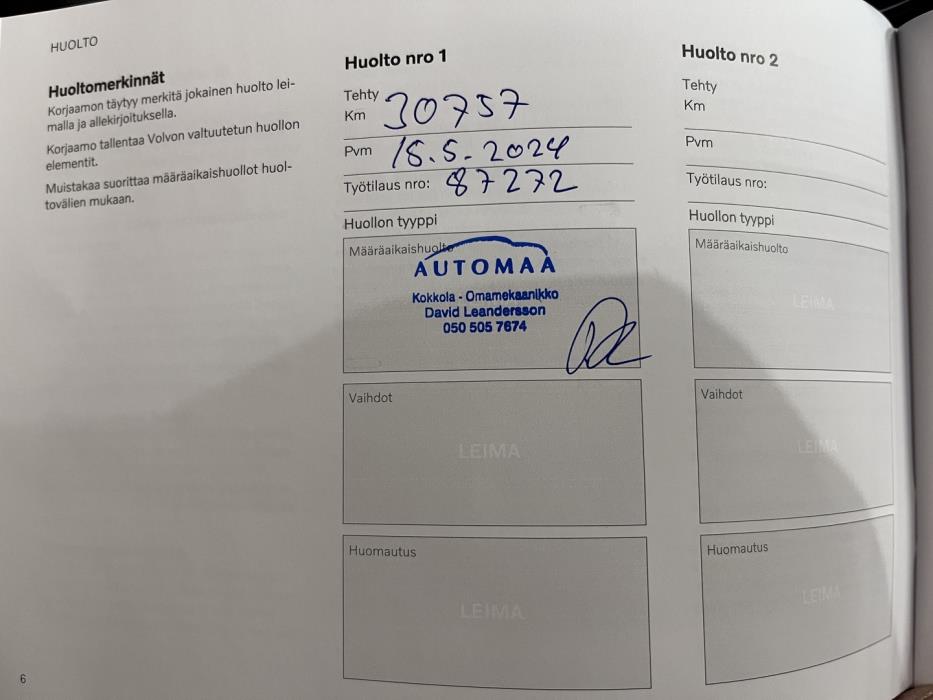 HUOLTO
Huoltomerkinnät
Korjaamon täytyy merkitä jokainen huolto lei-
malla ja allekirjoituksella.
Korjaamo tallentaa Volvon valtuutetun huollon
elementit.
Muistakaa suorittaa määräaikaishuollot huol-
tovälien mukaan.
Huolto nro 1
Tehty
Km 30757
Pvm 15.5.2024
Työtilaus nro: 87272
Huollon tyyppi
Määräaikaishuolto
AUTOMAA
Kokkola - Omamekaanikko
David Leandersson
050 505 7674
Vaihdot
LEIMA
Huomautus
LEIMA
Huolto nro 2
Tehty
Km
Pvm
Työtilaus nro:
Huollon tyyppi
Määräaikaishuolto
LEIMA
Vaihdot
LEIMA
Huomautus
LEIMA
6